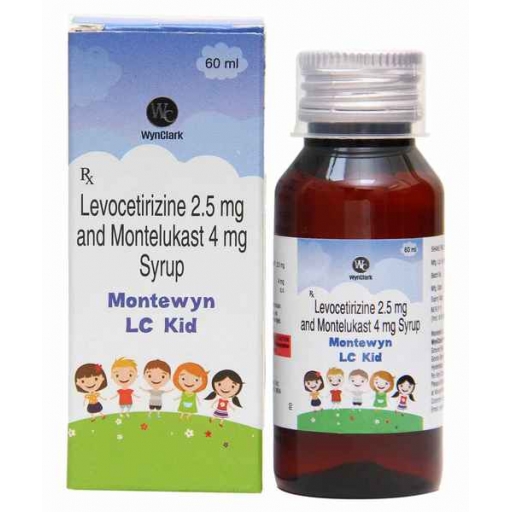 60 ml
WC
WynClark
Rx
Levocetirizine 2.5 mg
and Montelukast 4 mg
Syrup
Montewyn
LC Kid
60 ml
WC
WynClark
Rx
Levocetirizine 2.5 mg
and Montelukast 4 mg Syrup
Montewyn
LC Kid